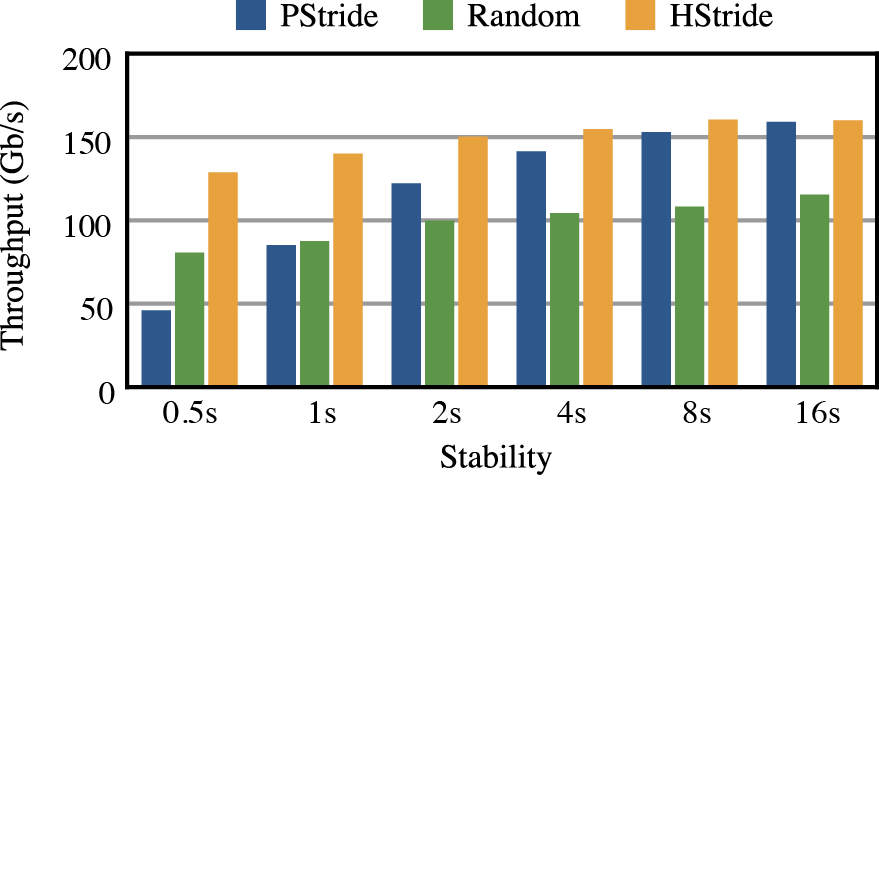 PStride Random HStride
200
150
100
50
0
Throughput (Gb/s)
0.5s 1s 2s 4s 8s 16s
Stability